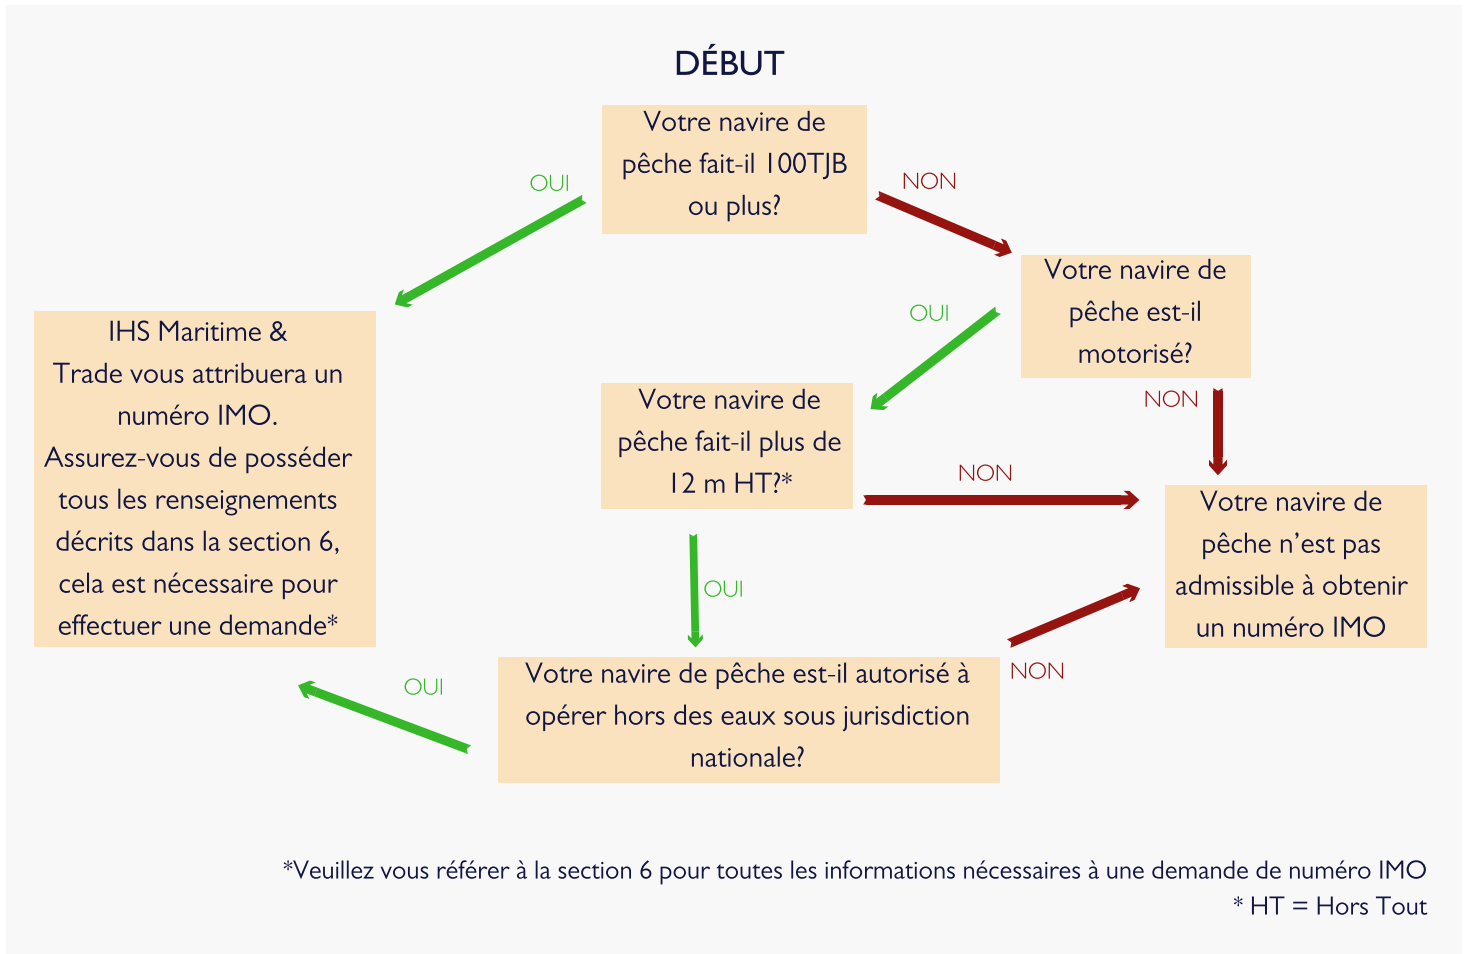 DÉBUT
Votre navire de
pêche fait-il 100TJB
ou plus?
OUI
NON
Votre navire de
pêche est-il
motorisé?
OUI
NON
IHS Maritime &
Trade vous attribuera un
numéro IMO.
Assurez-vous de posséder
tous les renseignements
décrits dans la section 6,
cela est nécessaire pour
effectuer une demande*
Votre navire de
pêche fait-il plus de
12 m HT?*
NON
OUI
Votre navire de
pêche n’est pas
admissible à obtenir
un numéro IMO
Votre navire de pêche est-il autorisé à
opérer hors des eaux sous jurisdiction
nationale?
NON
OUI
*Veuillez vous référer à la section 6 pour toutes les informations nécessaires à une demande de numéro IMO
* HT = Hors Tout